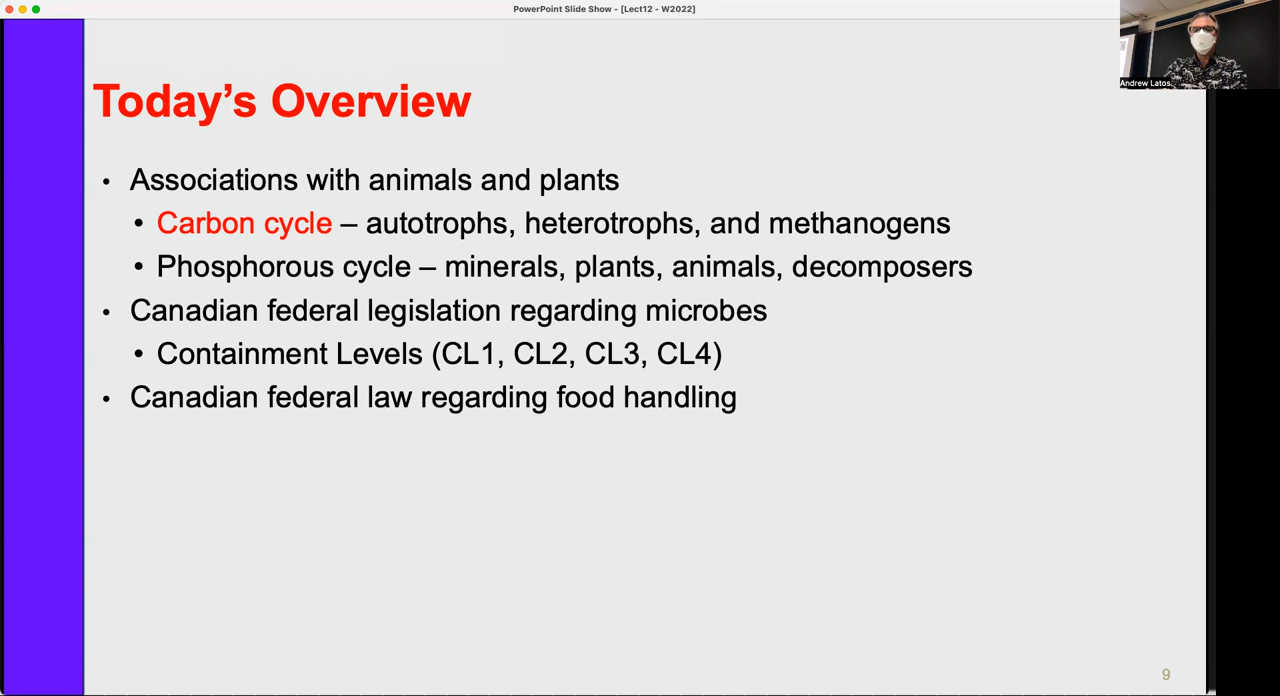 PowerPoint Slide Show - [Lect12 - W2022]
Andrew Latos
Today’s Overview
• Associations with animals and plants
• Carbon cycle – autotrophs, heterotrophs, and methanogens
• Phosphorous cycle – minerals, plants, animals, decomposers
• Canadian federal legislation regarding microbes
• Containment Levels (CL1, CL2, CL3, CL4)
• Canadian federal law regarding food handling
9